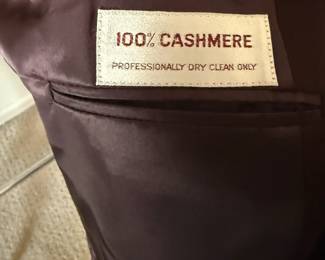 100% CASHMERE
PROFESSIONALLY DRY CLEAN ONLY